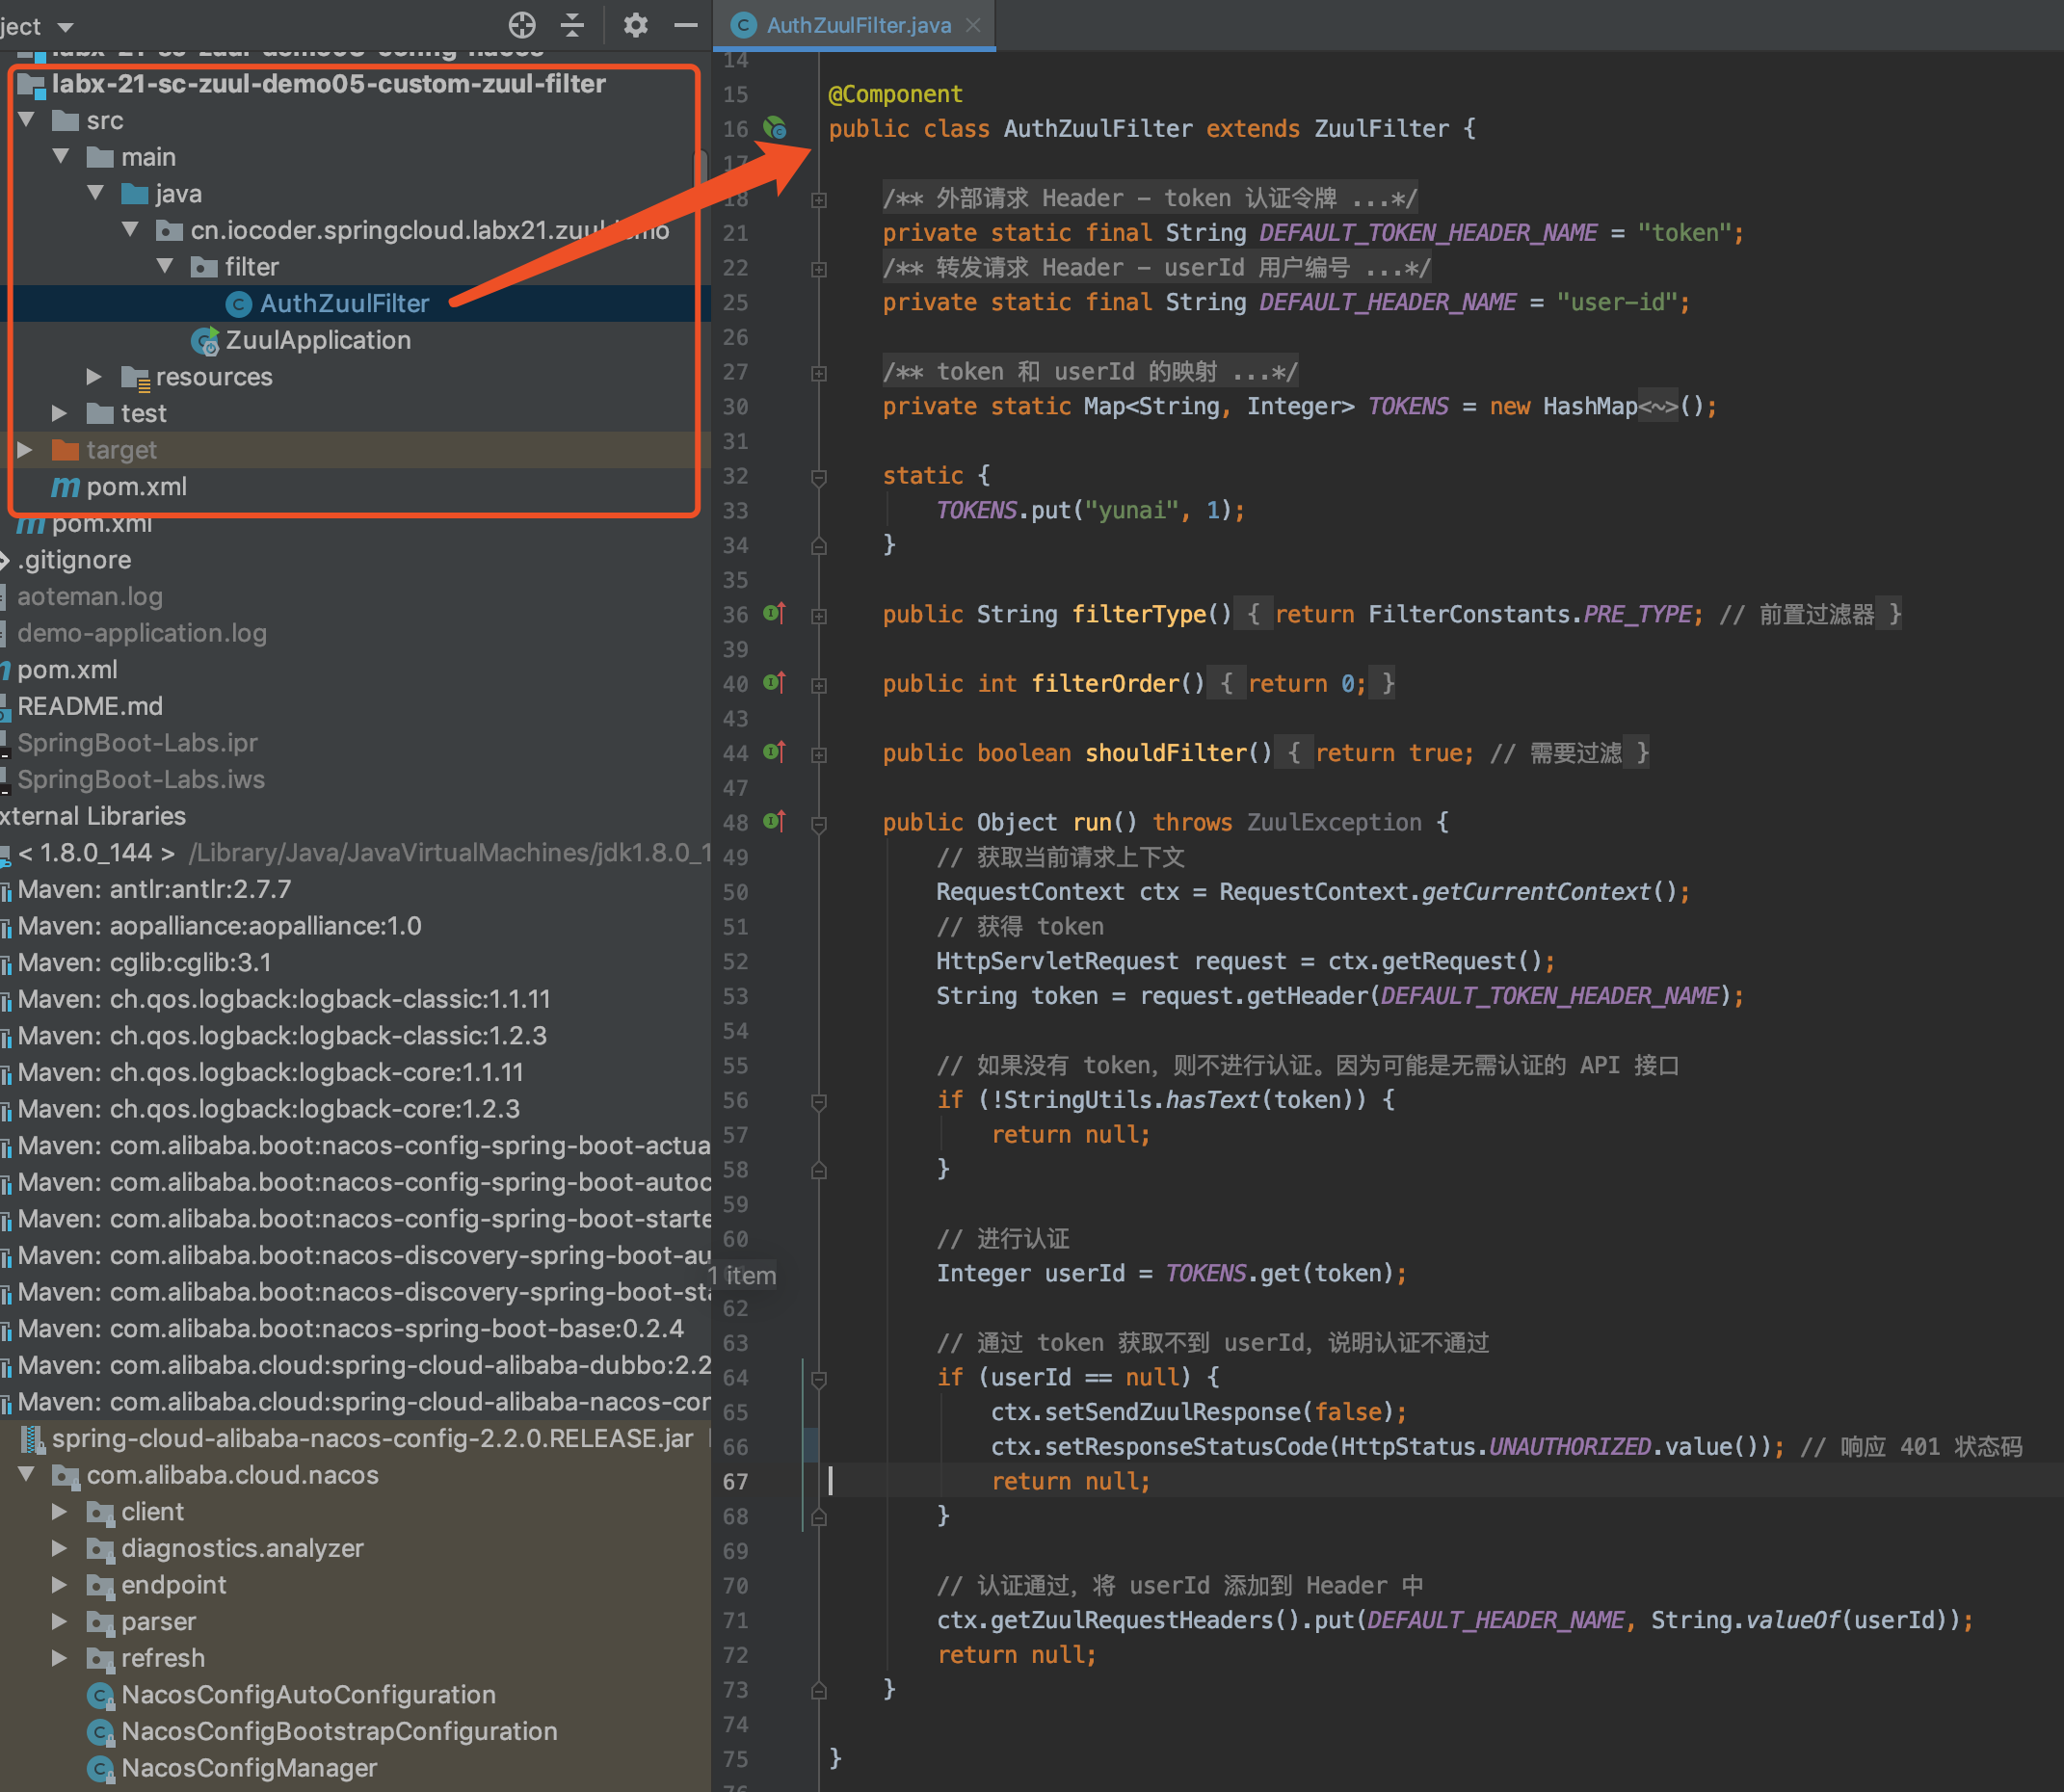 ject
labx-21-sc-zuul-demo05-custom-zuul-filter
src
main
java
cn.iocoder.springcloud.labx21.zuuldemo
filter
AuthZuulFilter
ZuulApplication
resources
test
target
pom.xml
pom.xml
.gitignore
aoteman.log
demo-application.log
pom.xml
README.md
SpringBoot-Labs.ipr
SpringBoot-Labs.iws
xternal Libraries
< 1.8.0_144 > /Library/Java/JavaVirtualMachines/jdk1.8.0_1
Maven: antlr:antlr:2.7.7
Maven: aopalliance:aopalliance:1.0
Maven: cglib:cglib:3.1
Maven: ch.qos.logback:logback-classic:1.1.11
Maven: ch.qos.logback:logback-classic:1.2.3
Maven: ch.qos.logback:logback-core:1.1.11
Maven: ch.qos.logback:logback-core:1.2.3
Maven: com.alibaba.boot:nacos-config-spring-boot-actua
Maven: com.alibaba.boot:nacos-config-spring-boot-autoc
Maven: com.alibaba.boot:nacos-config-spring-boot-starte
Maven: com.alibaba.boot:nacos-discovery-spring-boot-au
Maven: com.alibaba.boot:nacos-discovery-spring-boot-sta
Maven: com.alibaba.boot:nacos-spring-boot-base:0.2.4
Maven: com.alibaba.cloud:spring-cloud-alibaba-dubbo:2.2
Maven: com.alibaba.cloud:spring-cloud-alibaba-nacos-cor
spring-cloud-alibaba-nacos-config-2.2.0.RELEASE.jar
com.alibaba.cloud.nacos
client
diagnostics.analyzer
endpoint
parser
refresh
NacosConfigAutoConfiguration
NacosConfigBootstrapConfiguration
NacosConfigManager
1 item
AuthZuulFilter.java
14
15 @Component
16 public class AuthZuulFilter extends ZuulFilter {
17
18 /** 外部请求 Header - token 认证令牌 ...*/
21 private static final String DEFAULT_TOKEN_HEADER_NAME = "token";
22 /** 转发请求 Header - userId 用户编号 ...*/
25 private static final String DEFAULT_HEADER_NAME = "user-id";
26
27 /** token 和 userId 的映射 ...*/
30 private static Map<String, Integer> TOKENS = new HashMap<~>();
31
32 static {
33 TOKENS.put("yunai", 1);
34 }
35
36 public String filterType() { return FilterConstants.PRE_TYPE; // 前置过滤器 }
39
40 public int filterOrder() { return 0; }
43
44 public boolean shouldFilter() { return true; // 需要过滤 }
47
48 public Object run() throws ZuulException {
49 // 获取当前请求上下文
50 RequestContext ctx = RequestContext.getCurrentContext();
51 // 获得 token
52 HttpServletRequest request = ctx.getRequest();
53 String token = request.getHeader(DEFAULT_TOKEN_HEADER_NAME);
54
55 // 如果没有 token，则不进行认证。因为可能是无需认证的 API 接口
56 if (!StringUtils.hasText(token)) {
57 return null;
58 }
59
60 // 进行认证
Integer userId = TOKENS.get(token);
62
63 // 通过 token 获取不到 userId，说明认证不通过
64 if (userId == null) {
65 ctx.setSendZuulResponse(false);
66 ctx.setResponseStatusCode(HttpStatus.UNAUTHORIZED.value()); // 响应 401 状态码
67 return null;
68 }
69
70 // 认证通过，将 userId 添加到 Header 中
71 ctx.getZuulRequestHeaders().put(DEFAULT_HEADER_NAME, String.valueOf(userId));
72 return null;
73 }
74
75 }